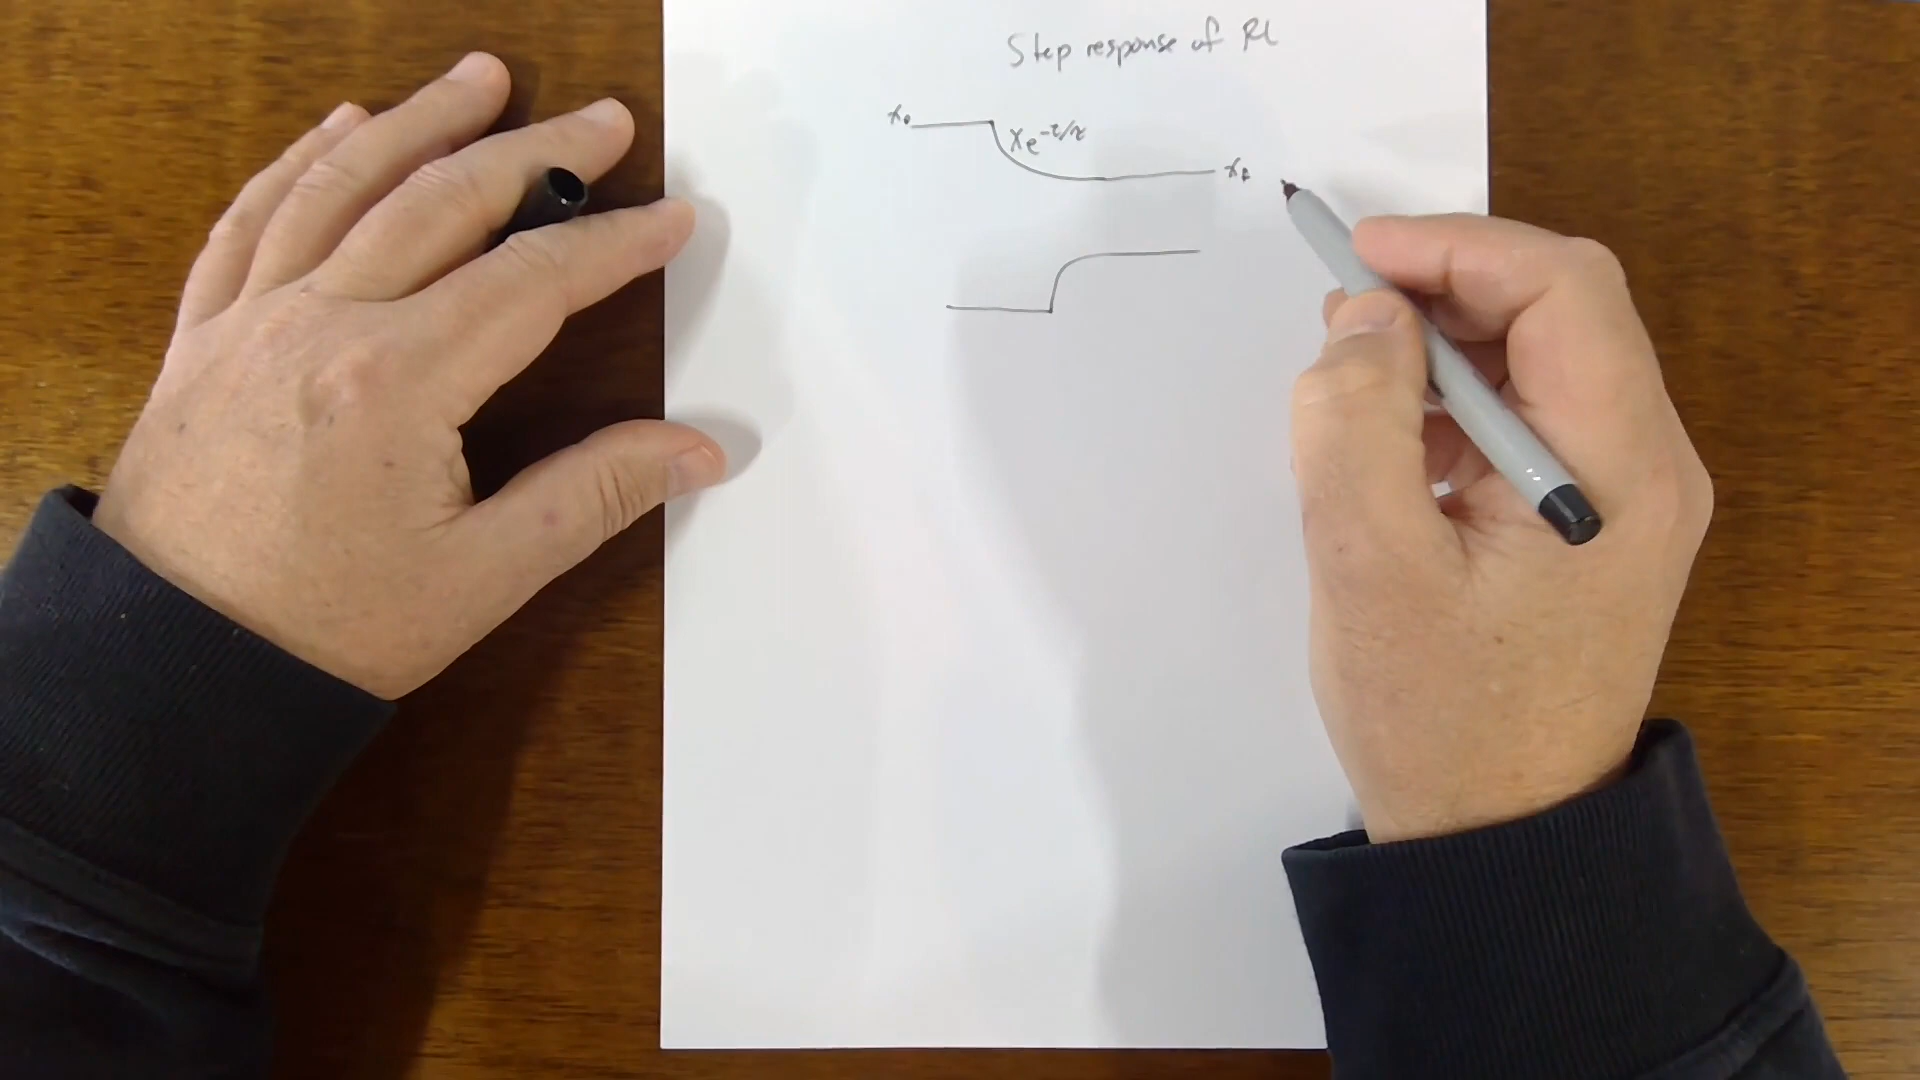 Step response of RL
x₀
Xe^-t/τ
x_f